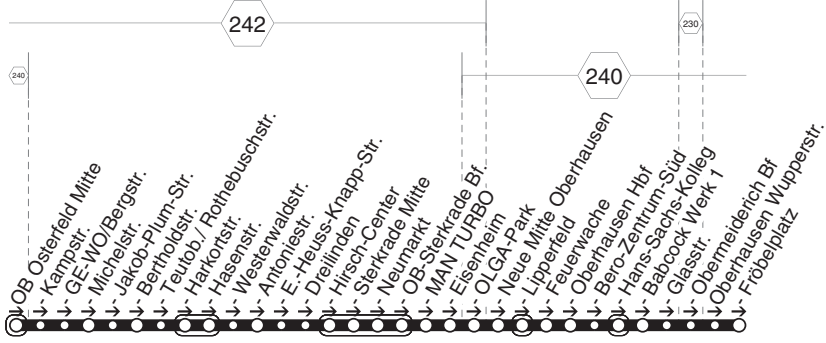 242
230
240
240
OB Osterfeld Mitte
Kampstr.
GE-WO/Bergstr.
Michelstr.
Jakob-Plum-Str.
Bertholdstr.
Teutob./ Rothebuschstr.
Harkortstr.
Hasenstr.
Westerwaldstr.
Antoniestr.
E.-Heuss-Knapp-Str.
Dreilinden
Hirsch-Center
Sterkrade Mitte
Neumarkt
OB-Sterkrade Bf.
MAN TURBO
Eisenheim
OLGA-Park
Neue Mitte Oberhausen
Lipperfeld
Feuerwache
Oberhausen Hbf
Bero-Zentrum-Süd
Hans-Sachs-Kolleg
Babcock Werk 1
Glasstr.
Obermeiderich Bf
Oberhausen Wupperstr.
Fröbelplatz